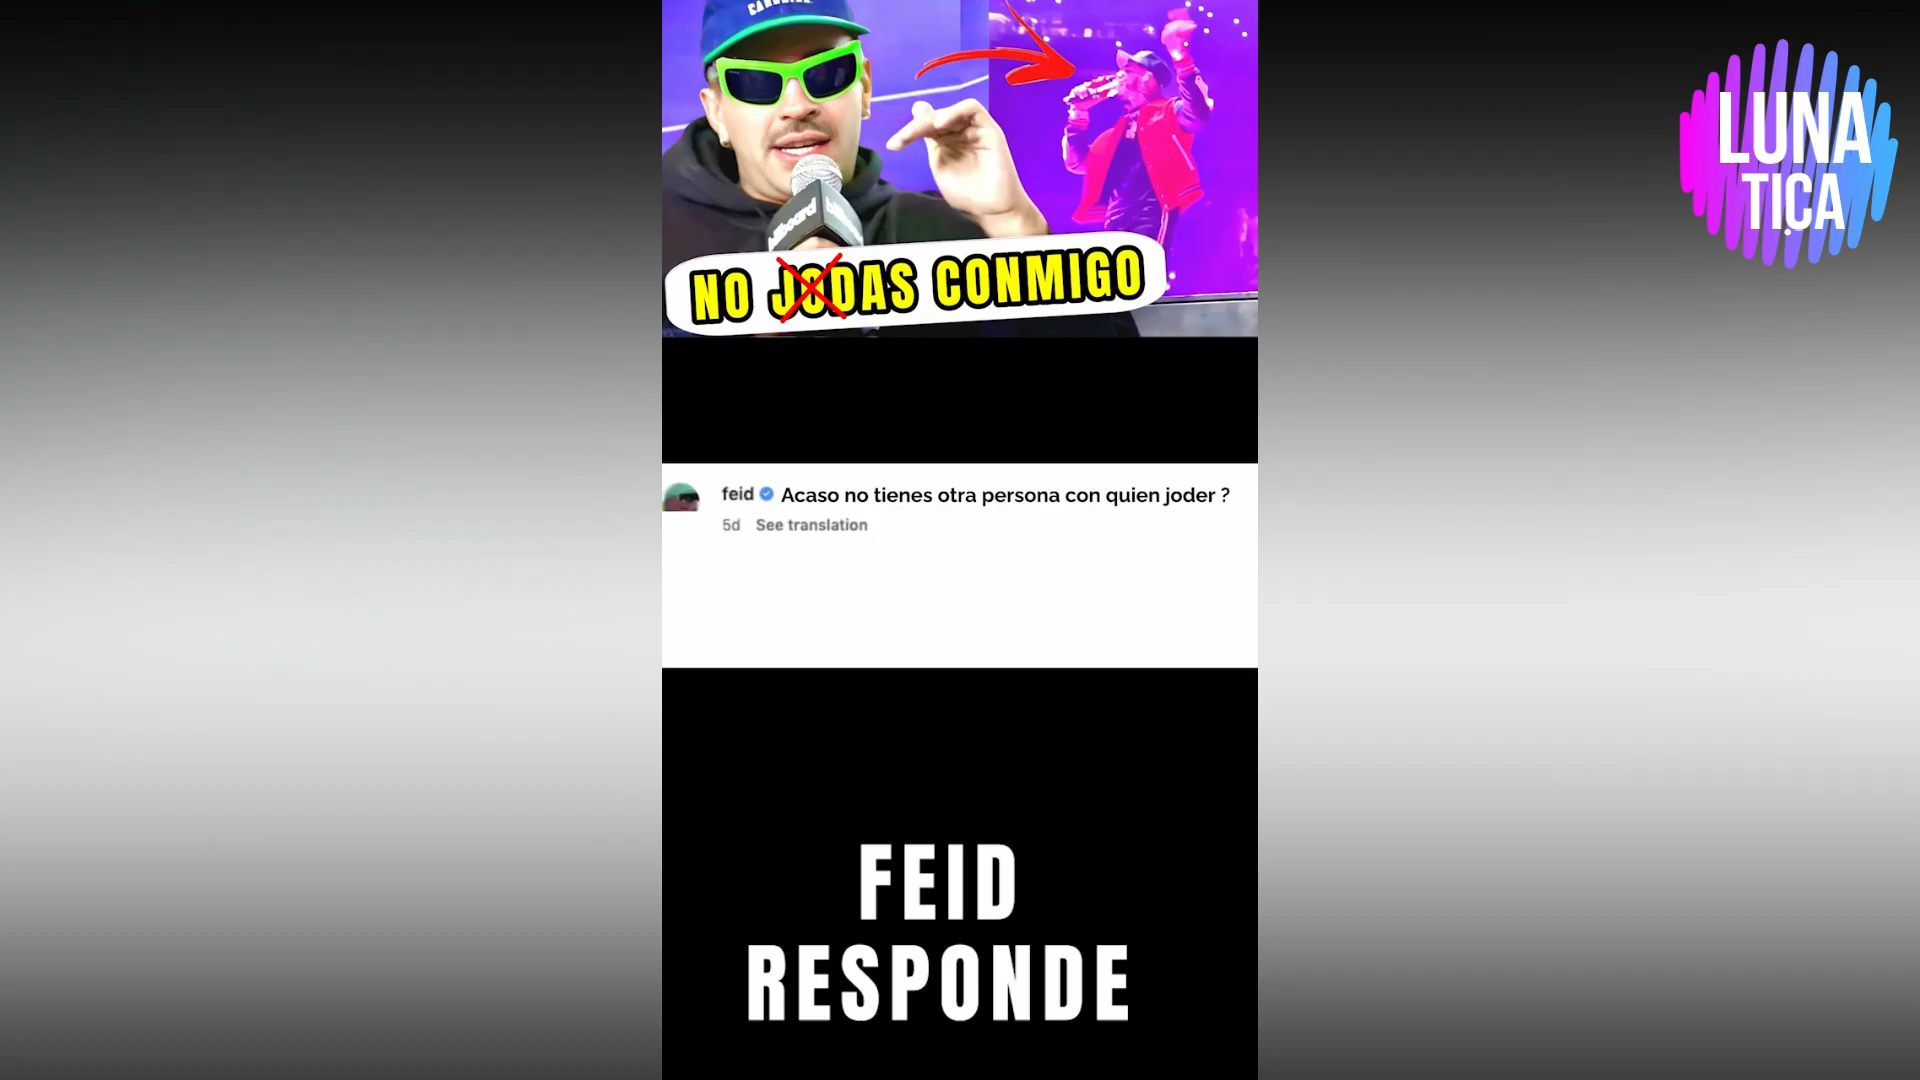 billboard
NO JODAS CONMIGO
feid Acaso no tienes otra persona con quien joder ?
5d See translation
FEID
RESPONDE
LUNA
TICA